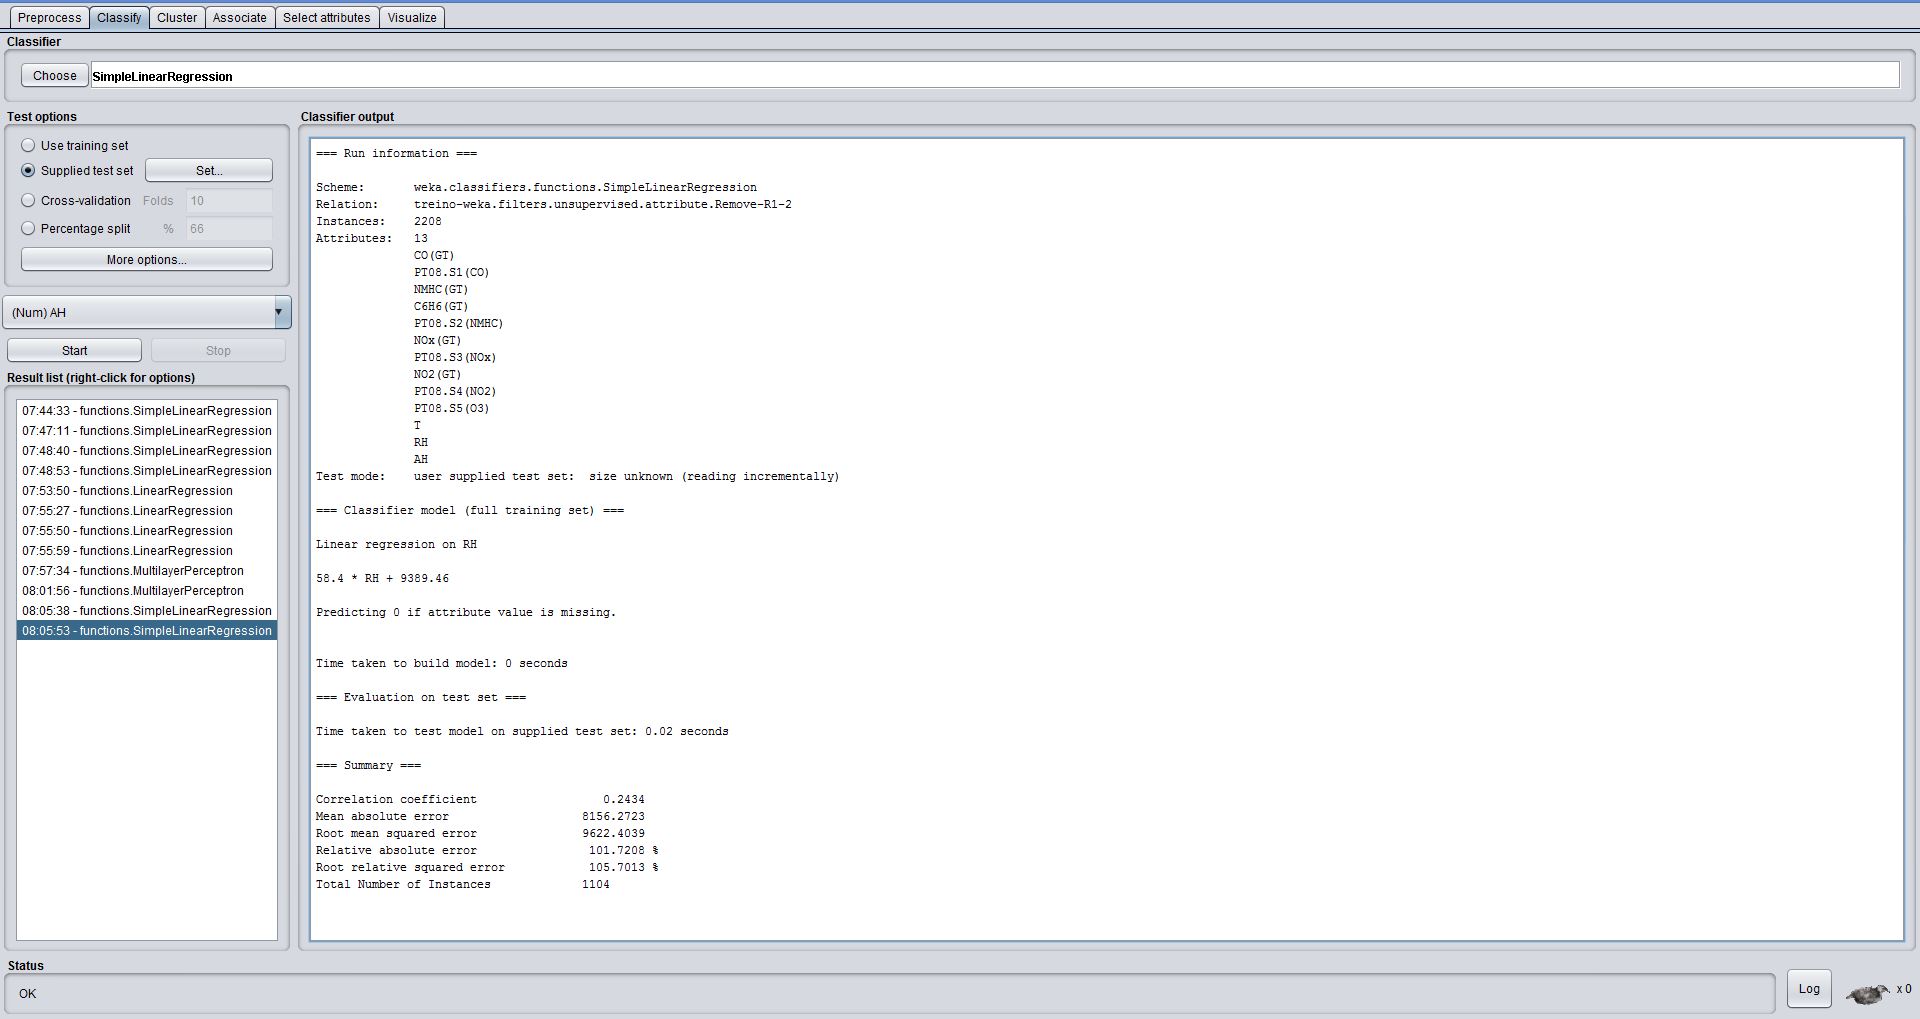 Preprocess Classify Cluster Associate Select attributes Visualize
Classifier
Choose SimpleLinearRegression
Test options
Use training set
Supplied test set Set...
Cross-validation Folds 10
Percentage split % 66
More options...
(Num) AH
Start Stop
Result list (right-click for options)
07:44:33 - functions.SimpleLinearRegression
07:47:11 - functions.SimpleLinearRegression
07:48:40 - functions.SimpleLinearRegression
07:48:53 - functions.SimpleLinearRegression
07:53:50 - functions.LinearRegression
07:55:27 - functions.LinearRegression
07:55:50 - functions.LinearRegression
07:55:59 - functions.LinearRegression
07:57:34 - functions.MultilayerPerceptron
08:01:56 - functions.MultilayerPerceptron
08:05:38 - functions.SimpleLinearRegression
08:05:53 - functions.SimpleLinearRegression
Classifier output
=== Run information ===
Scheme: weka.classifiers.functions.SimpleLinearRegression
Relation: treino-weka.filters.unsupervised.attribute.Remove-R1-2
Instances: 2208
Attributes: 13
CO(GT)
PT08.S1(CO)
NMHC(GT)
C6H6(GT)
PT08.S2(NMHC)
NOx(GT)
PT08.S3(NOx)
NO2(GT)
PT08.S4(NO2)
PT08.S5(O3)
T
RH
AH
Test mode: user supplied test set: size unknown (reading incrementally)
=== Classifier model (full training set) ===
Linear regression on RH
58.4 * RH + 9389.46
Predicting 0 if attribute value is missing.
Time taken to build model: 0 seconds
=== Evaluation on test set ===
Time taken to test model on supplied test set: 0.02 seconds
=== Summary ===
Correlation coefficient 0.2434
Mean absolute error 8156.2723
Root mean squared error 9622.4039
Relative absolute error 101.7208 %
Root relative squared error 105.7013 %
Total Number of Instances 1104
Status
OK
Log x 0